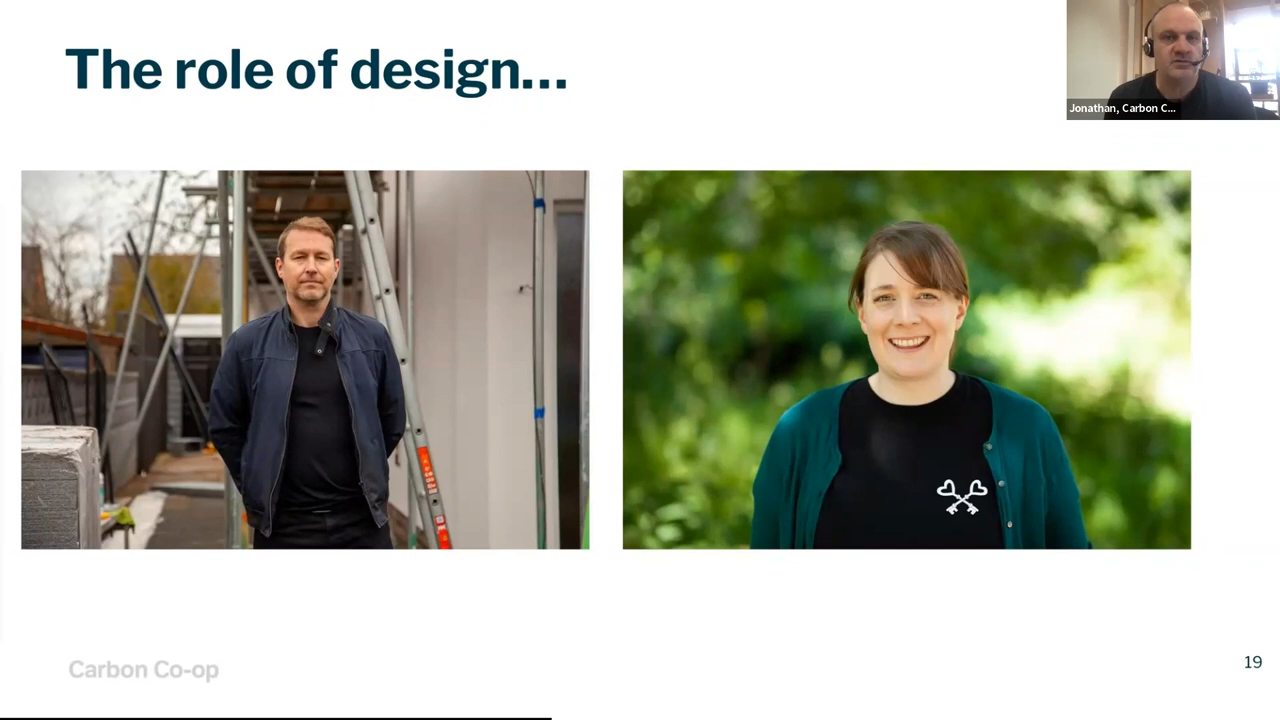 The role of design...
Jonathan, Carbon C...
Carbon Co-op
19